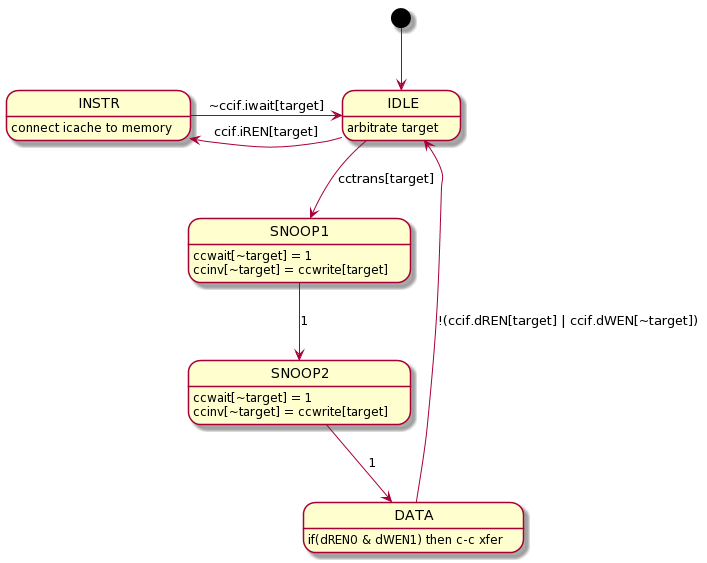 INSTR
connect icache to memory
~ccif.iwait[target]
ccif.iREN[target]
IDLE
arbitrate target
cctrans[target]
SNOOP1
ccwait[~target] = 1
ccinv[~target] = ccwrite[target]
1
!(ccif.dREN[target] | ccif.dWEN[~target])
SNOOP2
ccwait[~target] = 1
ccinv[~target] = ccwrite[target]
1
DATA
if(dREN0 & dWEN1) then c-c xfer